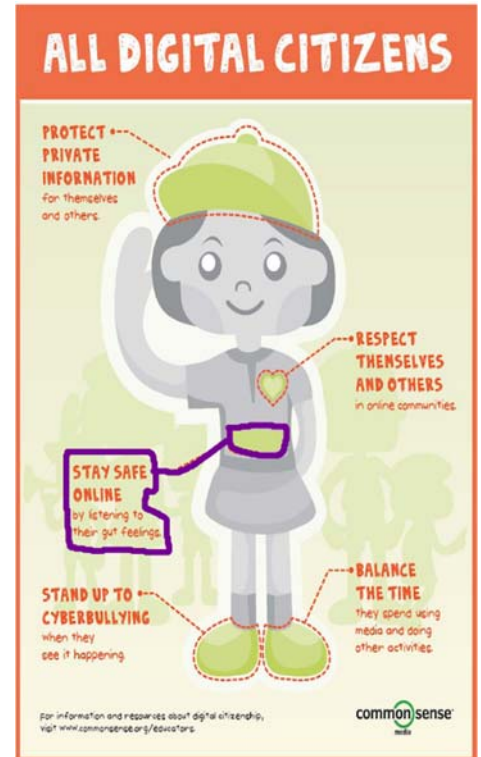 ALL DIGITAL CITIZENS
PROTECT
PRIVATE
INFORMATION
for themselves
and others.
RESPECT
THEMSELVES
AND OTHERS
in online communities.
STAY SAFE
ONLINE
by listening to
their gut feelings.
STAND UP TO
CYBERBULLYING
when they
see it happening.
BALANCE
THE TIME
they spend using
media and doing
other activities.
For information and resources about digital citizenship,
visit www.commonsense.org/educators.
common sense
media